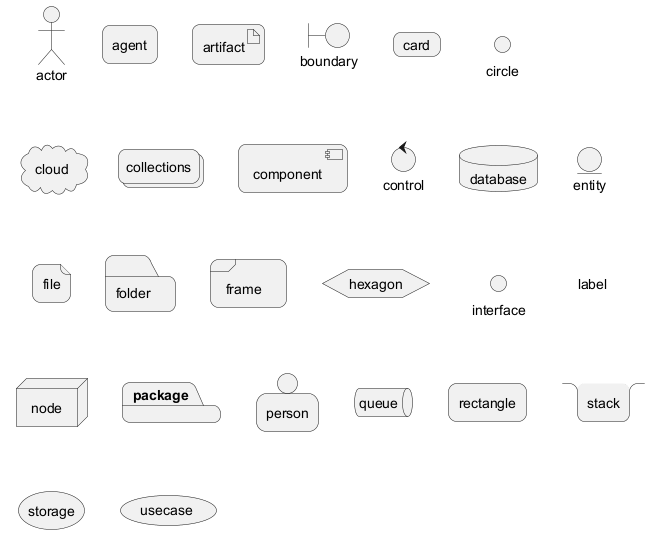 actor
agent
artifact
boundary
card
circle
cloud
collections
component
control
database
entity
file
folder
frame
hexagon
interface
label
node
package
person
queue
rectangle
stack
storage
usecase